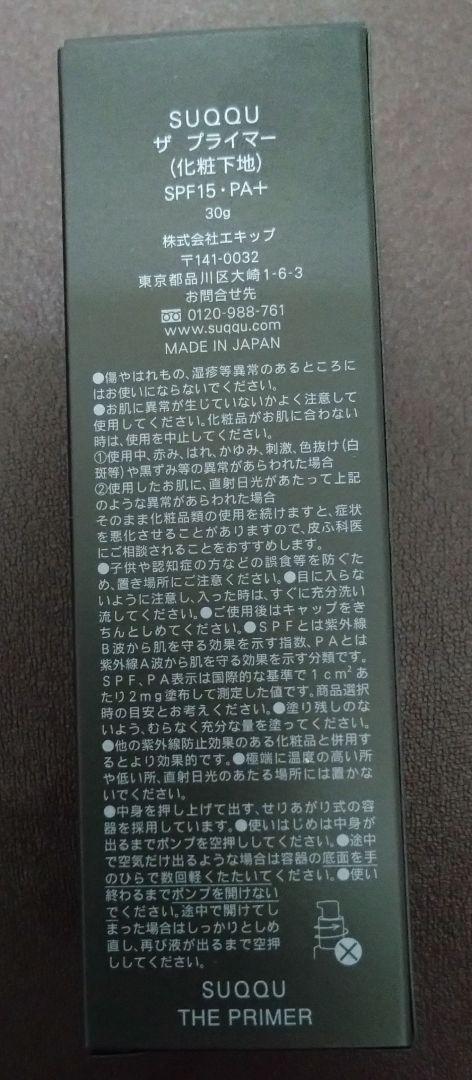 SUQQU
ザ プライマー
(化粧下地)
SPF15・PA+
30g
株式会社エキップ
〒141-0032
東京都品川区大崎1-6-3
お問合せ先
0120-988-761
www.suqqu.com
MADE IN JAPAN
●傷やはれもの、湿疹等異常のあるところに
はお使いにならないでください。
●お肌に異常が生じていないかよく注意して
使用してください。化粧品がお肌に合わない
時は、使用を中止してください。
①使用中、赤み、はれ、かゆみ、刺激、色抜け(白
斑等)や黒ずみ等の異常があらわれた場合
②使用したお肌に、直射日光があたって上記
のような異常があらわれた場合
そのまま化粧品類の使用を続けますと、症状
を悪化させることがありますので、皮ふ科医
にご相談されることをおすすめします。
●子供や認知症の方などの誤食等を防ぐた
め、置き場所にご注意ください。●目に入らな
いように注意し、入った時は、すぐに充分洗い
流してください。●ご使用後はキャップをき
ちんとしめてください。●SPFとは紫外線
B波から肌を守る効果を示す指数、PAとは
紫外線A波から肌を守る効果を示す分類です。
SPF、PA表示は国際的な基準で1cm²あ
たり2mg塗布して測定した値です。商品選択
時の目安とお考えください。●塗り残しのな
いよう、むらなく充分な量を塗ってください。
●他の紫外線防止効果のある化粧品と併用す
るとより効果的です。●極端に温度の高い所
や低い所、直射日光のあたる場所には置かな
いでください。
●中身を押し上げて出す、せりあがり式の容
器を採用しています。●使いはじめは中身が
出るまでポンプを空押ししてください。●途中
で空気だけ出るような場合は容器の底面を手
のひらで数回軽くたたいてください。●使い
終わるまでポンプを開けない
でください。途中で開けてし
まった場合はしっかりとしめ
直し、再び液が出るまで空押
ししてください。
SUQQU
THE PRIMER